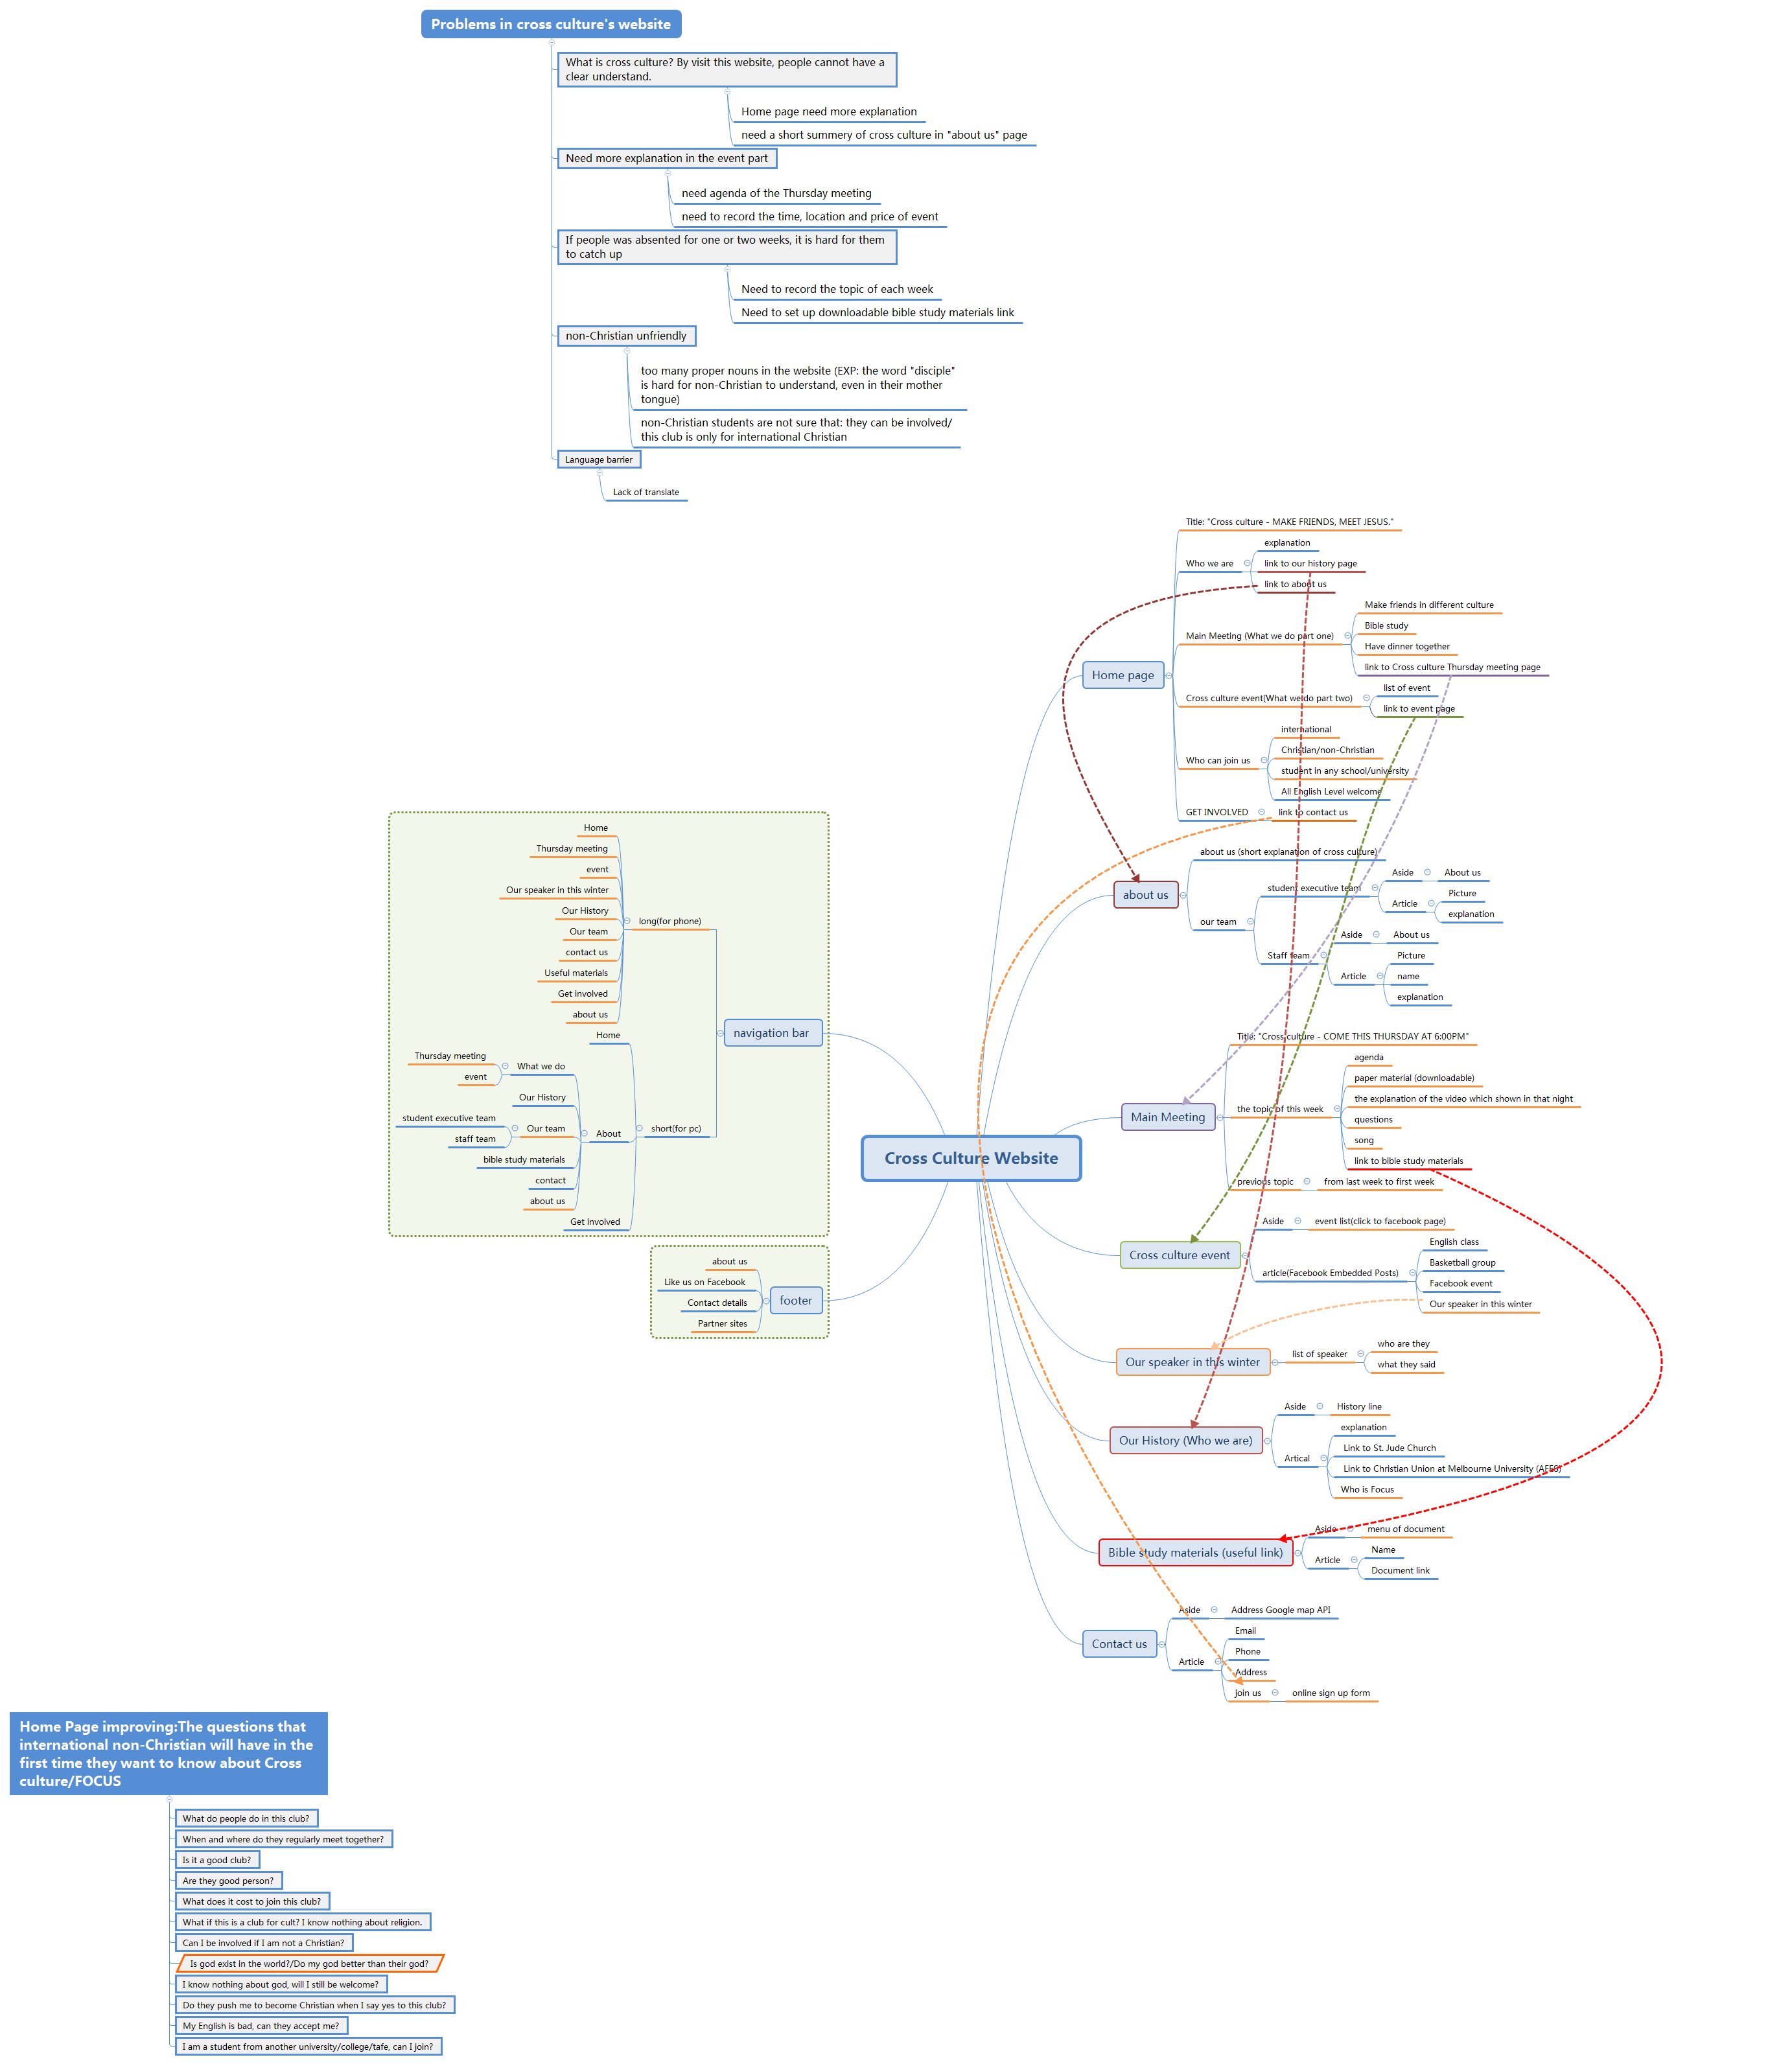 Problems in cross culture's website
What is cross culture? By visit this website, people cannot have a
clear understand.
Home page need more explanation
need a short summery of cross culture in "about us" page
Need more explanation in the event part
need agenda of the Thursday meeting
need to record the time, location and price of event
If people was absented for one or two weeks, it is hard for them
to catch up
Need to record the topic of each week
Need to set up downloadable bible study materials link
non-Christian unfriendly
too many proper nouns in the website (EXP: the word "disciple"
is hard for non-Christian to understand, even in their mother
tongue)
non-Christian students are not sure that: they can be involved/
this club is only for international Christian
Language barrier
Lack of translate
Cross Culture Website
Home page
Title: "Cross culture - MAKE FRIENDS, MEET JESUS."
Who we are
explanation
link to our history page
link to about us
Main Meeting (What we do part one)
Make friends in different culture
Bible study
Have dinner together
link to Cross culture Thursday meeting page
Cross culture event(What we do part two)
list of event
link to event page
Who can join us
international
Christian/non-Christian
student in any school/university
All English Level welcome
GET INVOLVED
link to contact us
about us
about us (short explanation of cross culture)
our team
student executive team
Aside
About us
Article
Picture
explanation
Staff team
Aside
About us
Article
Picture
name
explanation
Main Meeting
Title: "Cross culture - COME THIS THURSDAY AT 6:00PM"
the topic of this week
agenda
paper material (downloadable)
the explanation of the video which shown in that night
questions
song
link to bible study materials
previous topic
from last week to first week
Cross culture event
Aside
event list(click to facebook page)
article(Facebook Embedded Posts)
English class
Basketball group
Facebook event
Our speaker in this winter
Our speaker in this winter
list of speaker
who are they
what they said
Our History (Who we are)
Aside
History line
Artical
explanation
Link to St. Jude Church
Link to Christian Union at Melbourne University (AFES)
Who is Focus
Bible study materials (useful link)
Aside
menu of document
Article
Name
Document link
Contact us
Aside
Address Google map API
Article
Email
Phone
Address
join us
online sign up form
navigation bar
long(for phone)
Home
Thursday meeting
event
Our speaker in this winter
Our History
Our team
contact us
Useful materials
Get involved
about us
short(for pc)
Home
About
What we do
Thursday meeting
event
Our History
Our team
student executive team
staff team
bible study materials
contact
about us
Get involved
footer
about us
Like us on Facebook
Contact details
Partner sites
Home Page improving:The questions that
international non-Christian will have in the
first time they want to know about Cross
culture/FOCUS
What do people do in this club?
When and where do they regularly meet together?
Is it a good club?
Are they good person?
What does it cost to join this club?
What if this is a club for cult? I know nothing about religion.
Can I be involved if I am not a Christian?
Is god exist in the world?/Do my god better than their god?
I know nothing about god, will I still be welcome?
Do they push me to become Christian when I say yes to this club?
My English is bad, can they accept me?
I am a student from another university/college/tafe, can I join?